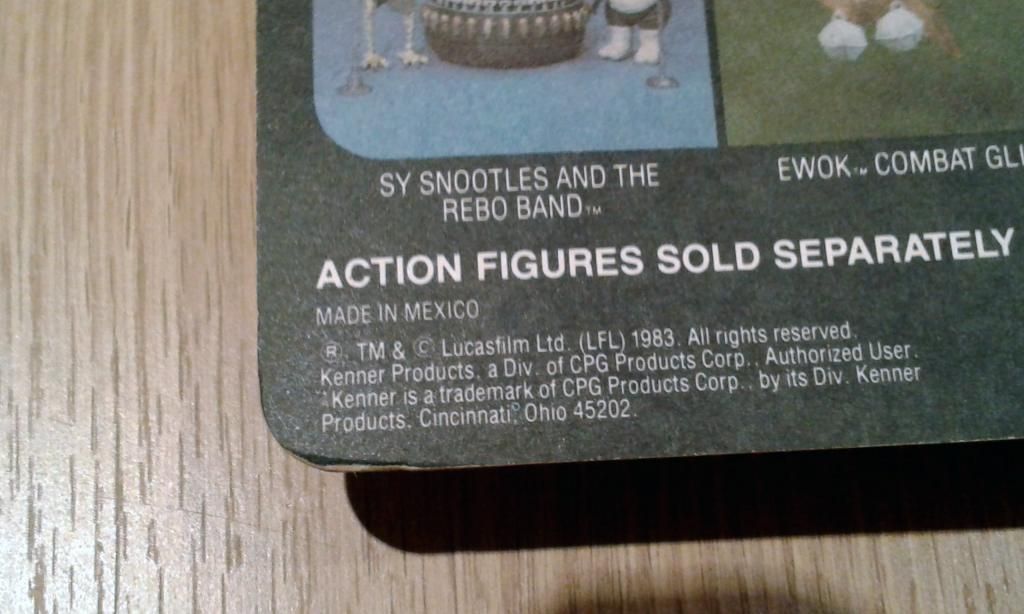 SY SNOOTLES AND THE
REBO BAND™
EWOK™ COMBAT GLI
ACTION FIGURES SOLD SEPARATELY
MADE IN MEXICO
®, TM & © Lucasfilm Ltd. (LFL) 1983. All rights reserved.
Kenner Products, a Div. of CPG Products Corp., Authorized User.
*Kenner is a trademark of CPG Products Corp., by its Div. Kenner
Products, Cincinnati, Ohio 45202.